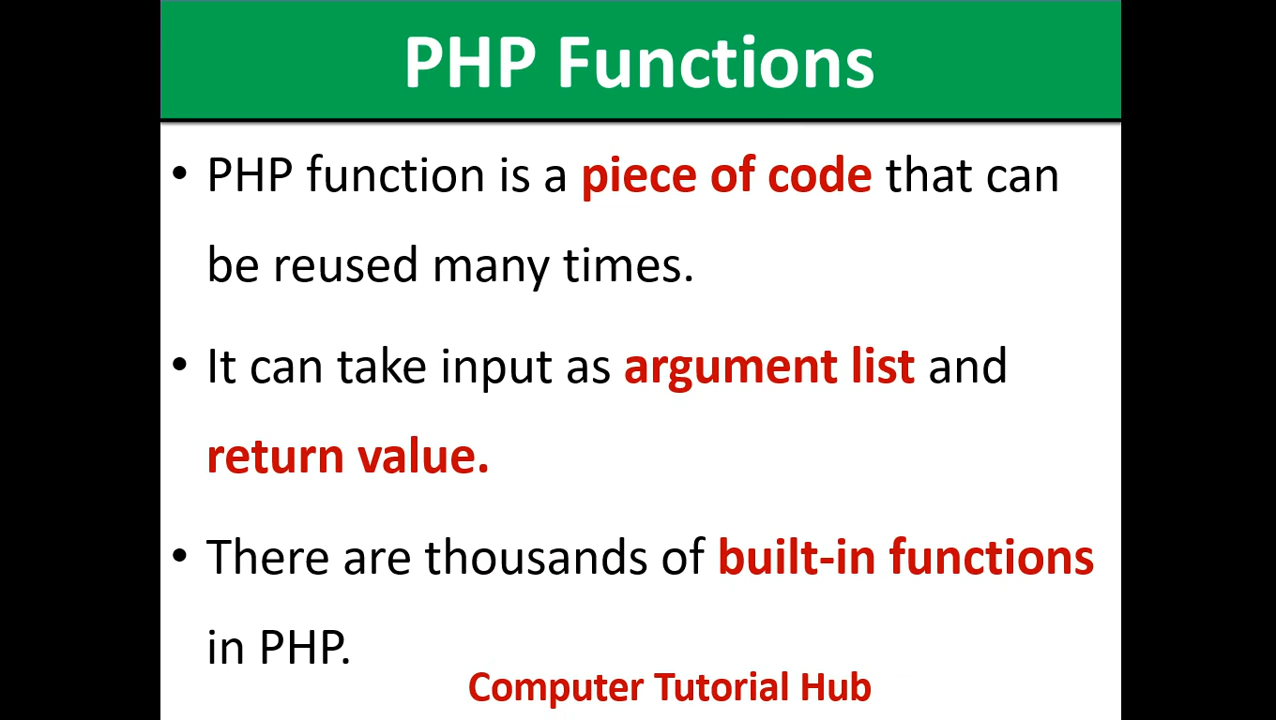 PHP Functions
• PHP function is a piece of code that can
be reused many times.
• It can take input as argument list and
return value.
• There are thousands of built-in functions
in PHP.
Computer Tutorial Hub